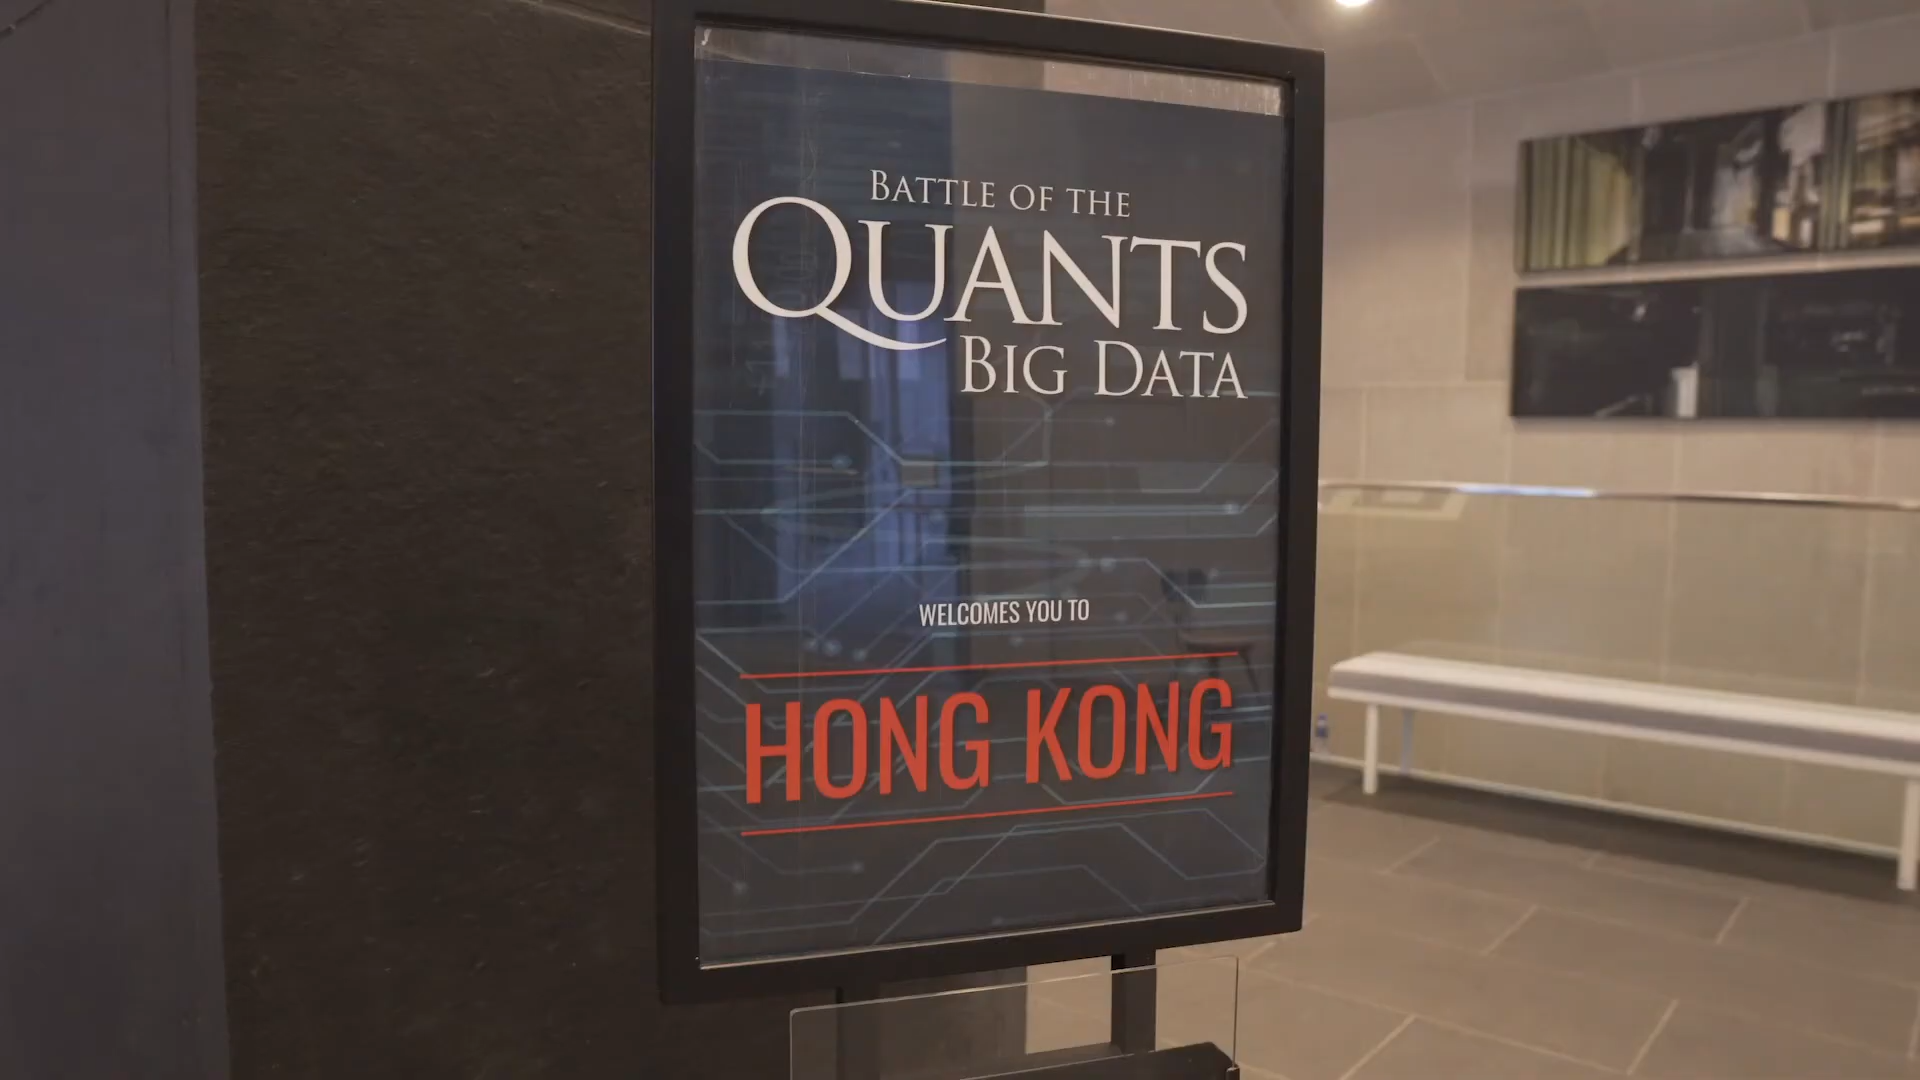 BATTLE OF THE
QUANTS
BIG DATA
WELCOMES YOU TO
HONG KONG